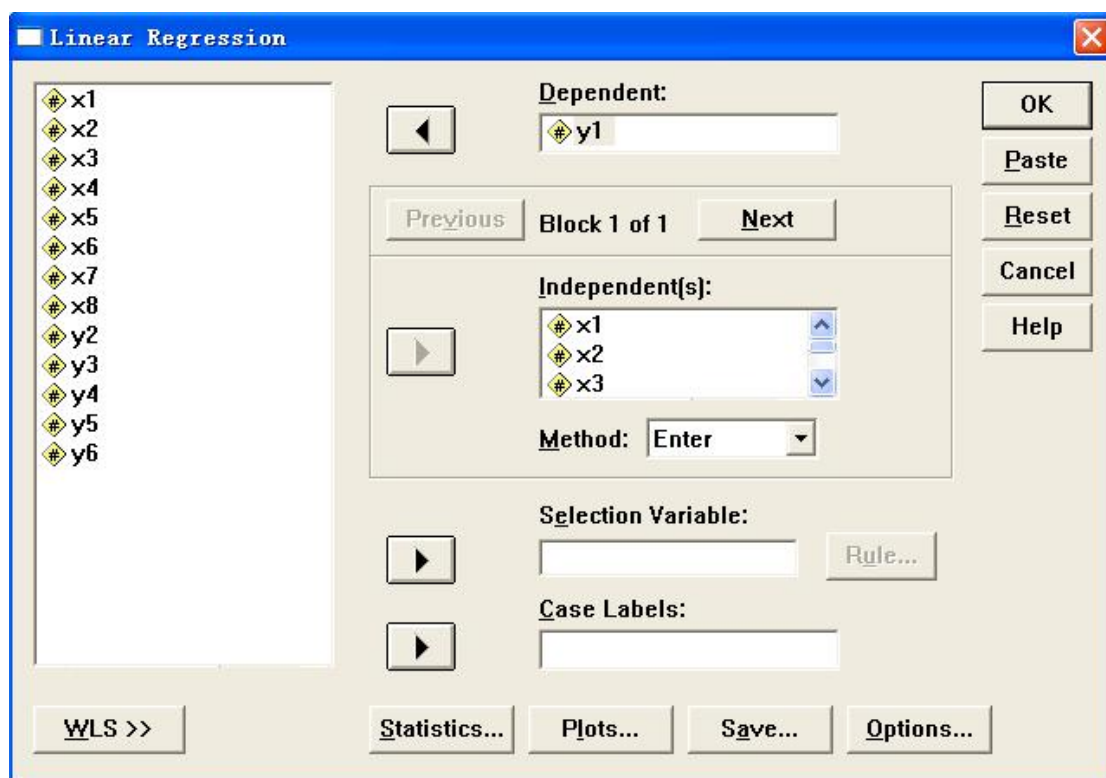 Linear Regression
x1
x2
x3
x4
x5
x6
x7
x8
y2
y3
y4
y5
y6
WLS >>
Dependent:
y1
Previous
Block 1 of 1
Next
Independent(s):
x1
x2
x3
Method:
Enter
Selection Variable:
Rule...
Case Labels:
Statistics...
Plots...
Save...
Options...
OK
Paste
Reset
Cancel
Help